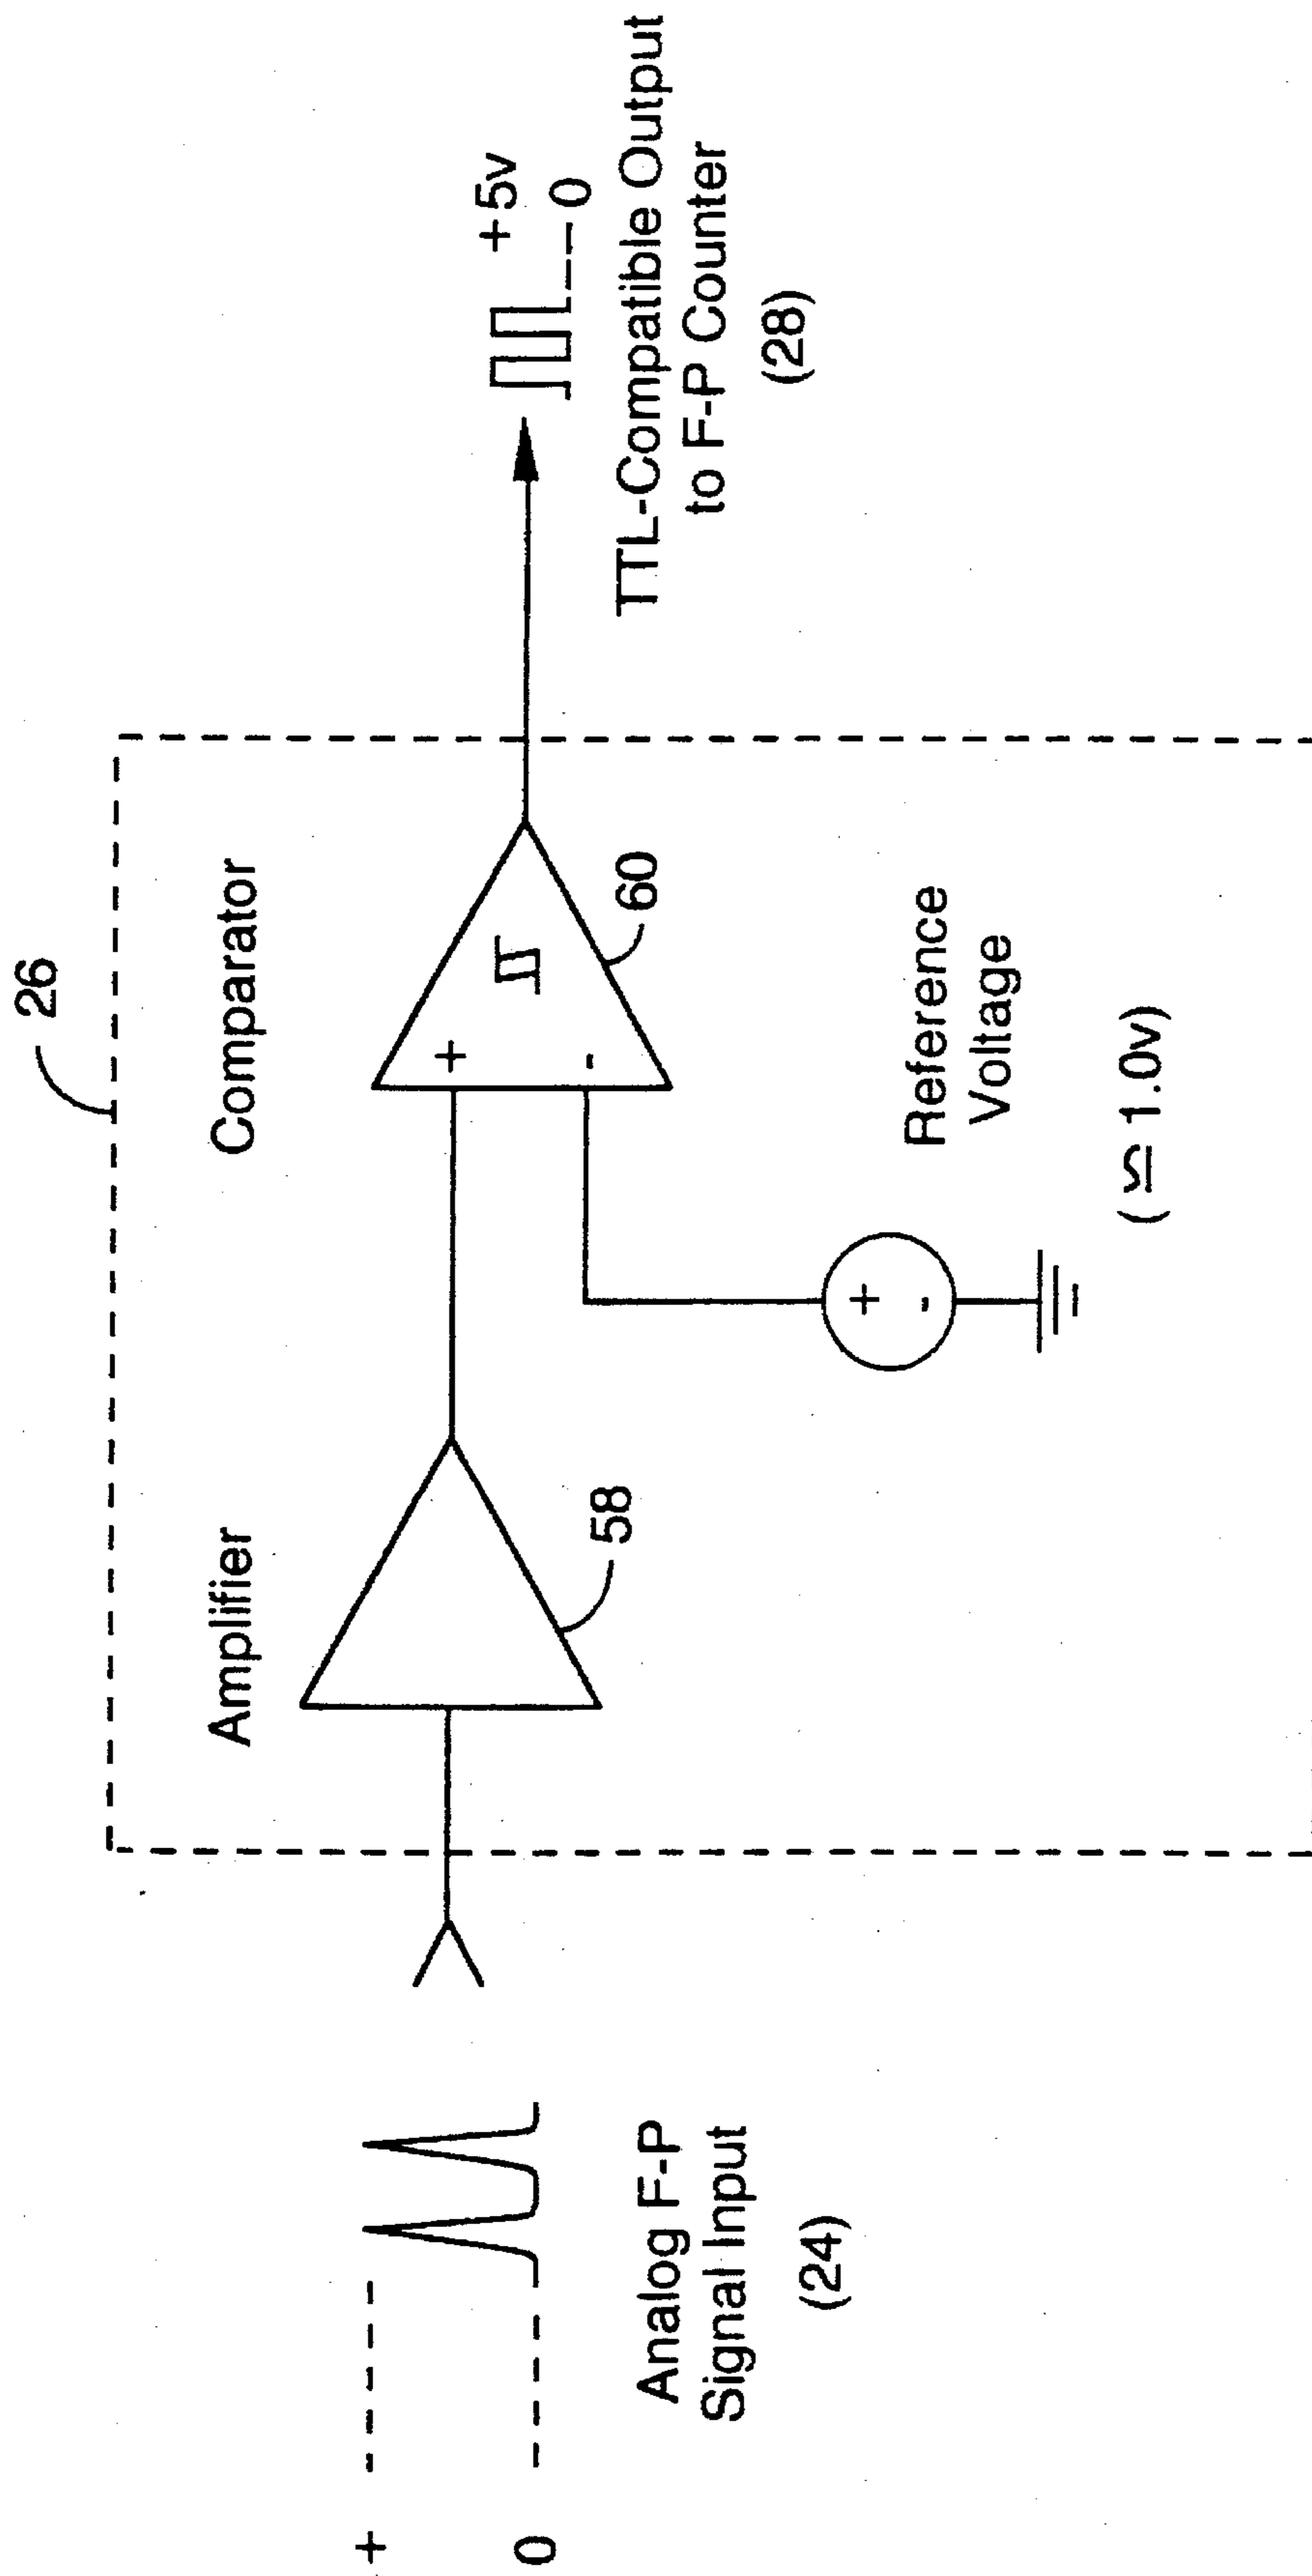 26
Amplifier
Comparator
+
-
58
60
+
-
Reference
Voltage
( ≌ 1.0v)
+
0
Analog F-P
Signal Input
(24)
+5v
0
TTL-Compatible Output
to F-P Counter
(28)